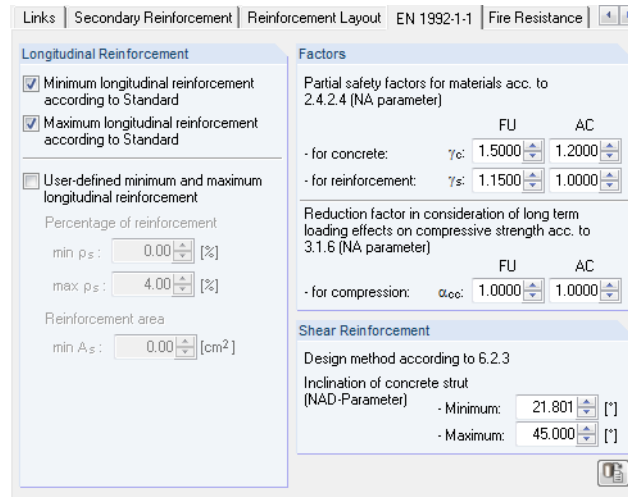 Links Secondary Reinforcement Reinforcement Layout EN 1992-1-1 Fire Resistance
Longitudinal Reinforcement
Minimum longitudinal reinforcement
according to Standard
Maximum longitudinal reinforcement
according to Standard
User-defined minimum and maximum
longitudinal reinforcement
Percentage of reinforcement
min ρs : 0.00 [%]
max ρs : 4.00 [%]
Reinforcement area
min As : 0.00 [cm²]
Factors
Partial safety factors for materials acc. to
2.4.2.4 (NA parameter)
FU AC
- for concrete: γc: 1.5000 1.2000
- for reinforcement: γs: 1.1500 1.0000
Reduction factor in consideration of long term
loading effects on compressive strength acc. to
3.1.6 (NA parameter)
FU AC
- for compression: αcc: 1.0000 1.0000
Shear Reinforcement
Design method according to 6.2.3
Inclination of concrete strut
(NAD-Parameter) - Minimum: 21.801 [°]
- Maximum: 45.000 [°]